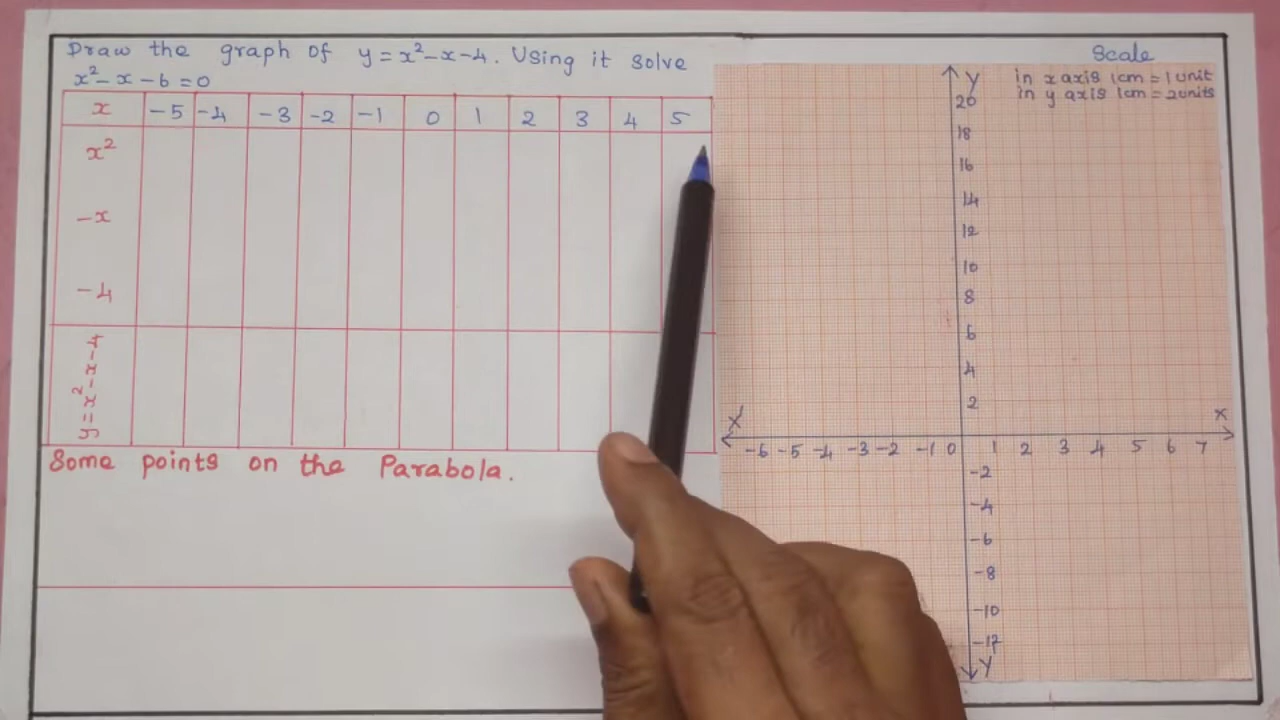 Draw the graph of y = x² - x - 4. Using it solve
x² - x - 6 = 0
x -5 -4 -3 -2 -1 0 1 2 3 4 5
x²
-x
-4
y = x² - x - 4
Some points on the Parabola.
Scale
in x axis 1cm = 1 unit
in y axis 1cm = 2 units
Y
20
18
16
14
12
10
8
6
4
2
X' X
-6 -5 -4 -3 -2 -1 0 1 2 3 4 5 6 7
-2
-4
-6
-8
-10
-12
Y'